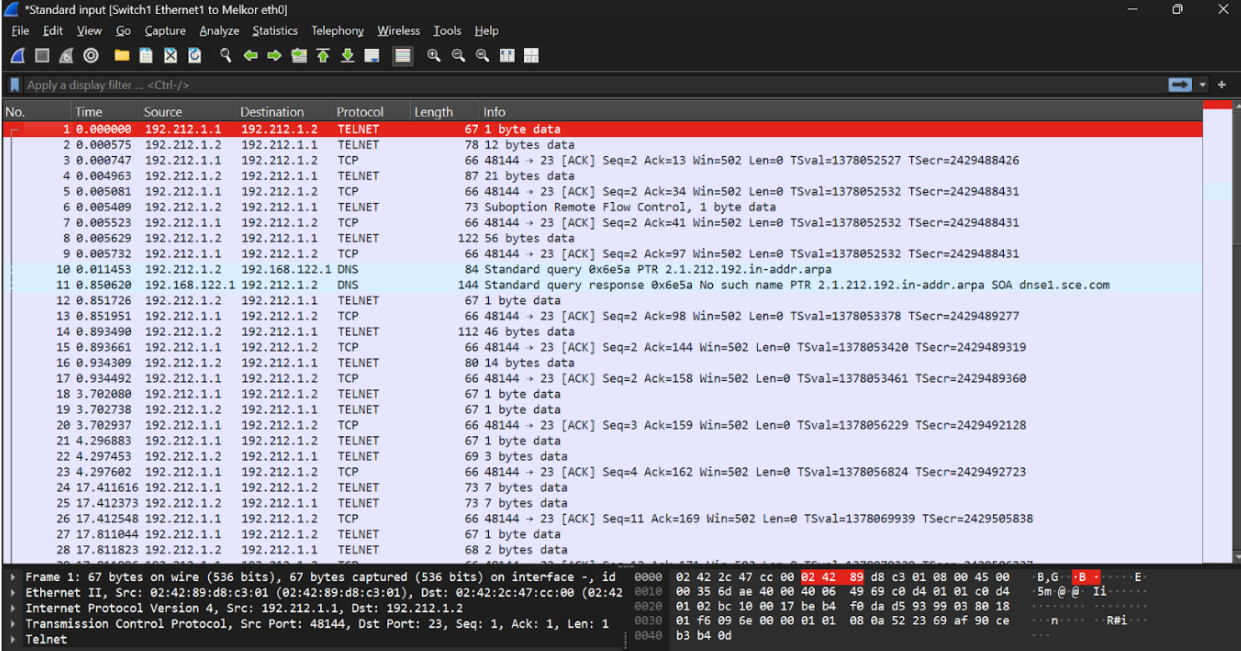 *Standard input [Switch1 Ethernet1 to Melkor eth0]
File Edit View Go Capture Analyze Statistics Telephony Wireless Tools Help
Apply a display filter ... <Ctrl-/>
No. Time Source Destination Protocol Length Info
1 0.000000 192.212.1.1 192.212.1.2 TELNET 67 1 byte data
2 0.000575 192.212.1.2 192.212.1.1 TELNET 78 12 bytes data
3 0.000747 192.212.1.1 192.212.1.2 TCP 66 48144 → 23 [ACK] Seq=2 Ack=13 Win=502 Len=0 TSval=1378052527 TSecr=2429488426
4 0.004963 192.212.1.2 192.212.1.1 TELNET 87 21 bytes data
5 0.005081 192.212.1.1 192.212.1.2 TCP 66 48144 → 23 [ACK] Seq=2 Ack=34 Win=502 Len=0 TSval=1378052532 TSecr=2429488431
6 0.005409 192.212.1.2 192.212.1.1 TELNET 73 Suboption Remote Flow Control, 1 byte data
7 0.005523 192.212.1.1 192.212.1.2 TCP 66 48144 → 23 [ACK] Seq=2 Ack=41 Win=502 Len=0 TSval=1378052532 TSecr=2429488431
8 0.005629 192.212.1.2 192.212.1.1 TELNET 122 56 bytes data
9 0.005732 192.212.1.1 192.212.1.2 TCP 66 48144 → 23 [ACK] Seq=2 Ack=97 Win=502 Len=0 TSval=1378052532 TSecr=2429488431
10 0.011453 192.212.1.2 192.168.122.1 DNS 84 Standard query 0x6e5a PTR 2.1.212.192.in-addr.arpa
11 0.850620 192.168.122.1 192.212.1.2 DNS 144 Standard query response 0x6e5a No such name PTR 2.1.212.192.in-addr.arpa SOA dnse1.sce.com
12 0.851726 192.212.1.2 192.212.1.1 TELNET 67 1 byte data
13 0.851951 192.212.1.1 192.212.1.2 TCP 66 48144 → 23 [ACK] Seq=2 Ack=98 Win=502 Len=0 TSval=1378053378 TSecr=2429489277
14 0.893490 192.212.1.2 192.212.1.1 TELNET 112 46 bytes data
15 0.893661 192.212.1.1 192.212.1.2 TCP 66 48144 → 23 [ACK] Seq=2 Ack=144 Win=502 Len=0 TSval=1378053420 TSecr=2429489319
16 0.934309 192.212.1.2 192.212.1.1 TELNET 80 14 bytes data
17 0.934492 192.212.1.1 192.212.1.2 TCP 66 48144 → 23 [ACK] Seq=2 Ack=158 Win=502 Len=0 TSval=1378053461 TSecr=2429489360
18 3.702080 192.212.1.1 192.212.1.2 TELNET 67 1 byte data
19 3.702738 192.212.1.2 192.212.1.1 TELNET 67 1 byte data
20 3.702937 192.212.1.1 192.212.1.2 TCP 66 48144 → 23 [ACK] Seq=3 Ack=159 Win=502 Len=0 TSval=1378056229 TSecr=2429492128
21 4.296883 192.212.1.1 192.212.1.2 TELNET 67 1 byte data
22 4.297453 192.212.1.2 192.212.1.1 TELNET 69 3 bytes data
23 4.297602 192.212.1.1 192.212.1.2 TCP 66 48144 → 23 [ACK] Seq=4 Ack=162 Win=502 Len=0 TSval=1378056824 TSecr=2429492723
24 17.411616 192.212.1.1 192.212.1.2 TELNET 73 7 bytes data
25 17.412373 192.212.1.2 192.212.1.1 TELNET 73 7 bytes data
26 17.412548 192.212.1.1 192.212.1.2 TCP 66 48144 → 23 [ACK] Seq=11 Ack=169 Win=502 Len=0 TSval=1378069939 TSecr=2429505838
27 17.811044 192.212.1.1 192.212.1.2 TELNET 67 1 byte data
28 17.811823 192.212.1.2 192.212.1.1 TELNET 68 2 bytes data
Frame 1: 67 bytes on wire (536 bits), 67 bytes captured (536 bits) on interface -, id
Ethernet II, Src: 02:42:89:d8:c3:01 (02:42:89:d8:c3:01), Dst: 02:42:2c:47:cc:00 (02:42
Internet Protocol Version 4, Src: 192.212.1.1, Dst: 192.212.1.2
Transmission Control Protocol, Src Port: 48144, Dst Port: 23, Seq: 1, Ack: 1, Len: 1
Telnet
0000 02 42 2c 47 cc 00 02 42 89 d8 c3 01 08 00 45 00 ·B,G···B······E·
0010 00 35 6d ae 40 00 40 06 49 69 c0 d4 01 01 c0 d4 ·5m·@·@·Ii······
0020 01 02 bc 10 00 17 be b4 f0 da d5 93 99 03 80 18
0030 01 f6 09 6e 00 00 01 01 08 0a 52 23 69 af 90 ce ···n······R#i···
0040 b3 b4 0d ···